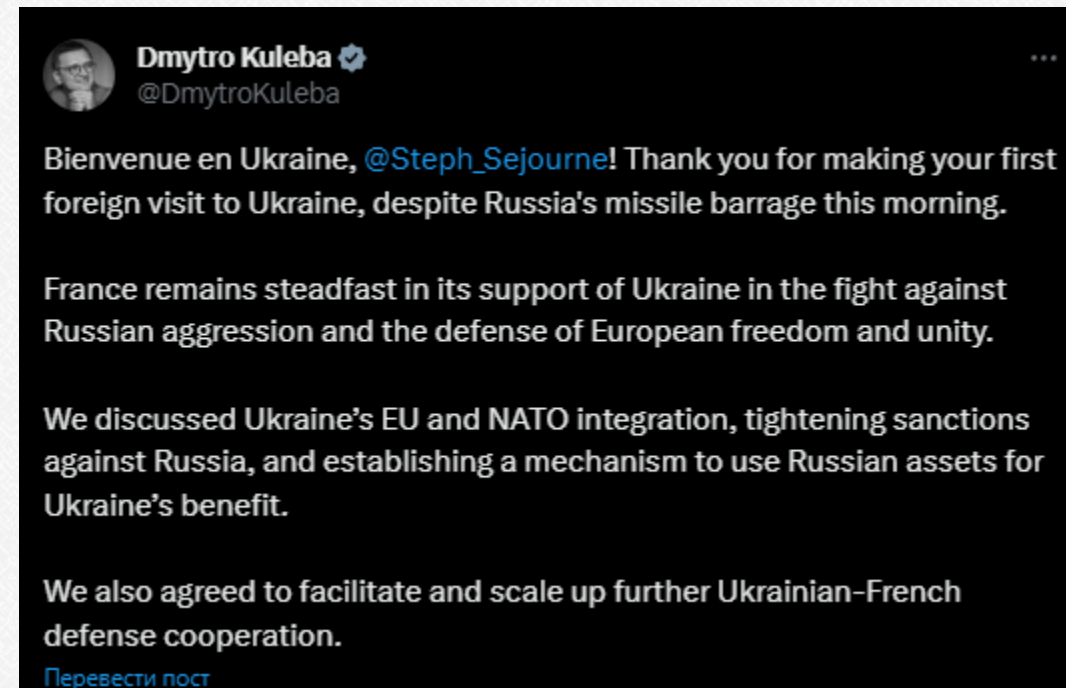 Dmytro Kuleba
@DmytroKuleba
Bienvenue en Ukraine, @Steph_Sejourne! Thank you for making your first
foreign visit to Ukraine, despite Russia's missile barrage this morning.
France remains steadfast in its support of Ukraine in the fight against
Russian aggression and the defense of European freedom and unity.
We discussed Ukraine’s EU and NATO integration, tightening sanctions
against Russia, and establishing a mechanism to use Russian assets for
Ukraine’s benefit.
We also agreed to facilitate and scale up further Ukrainian-French
defense cooperation.
Перевести пост